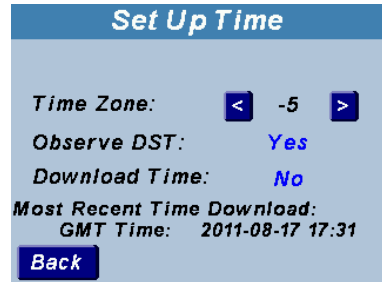 Set Up Time
Time Zone: < -5 >
Observe DST: Yes
Download Time: No
Most Recent Time Download:
GMT Time: 2011-08-17 17:31
Back